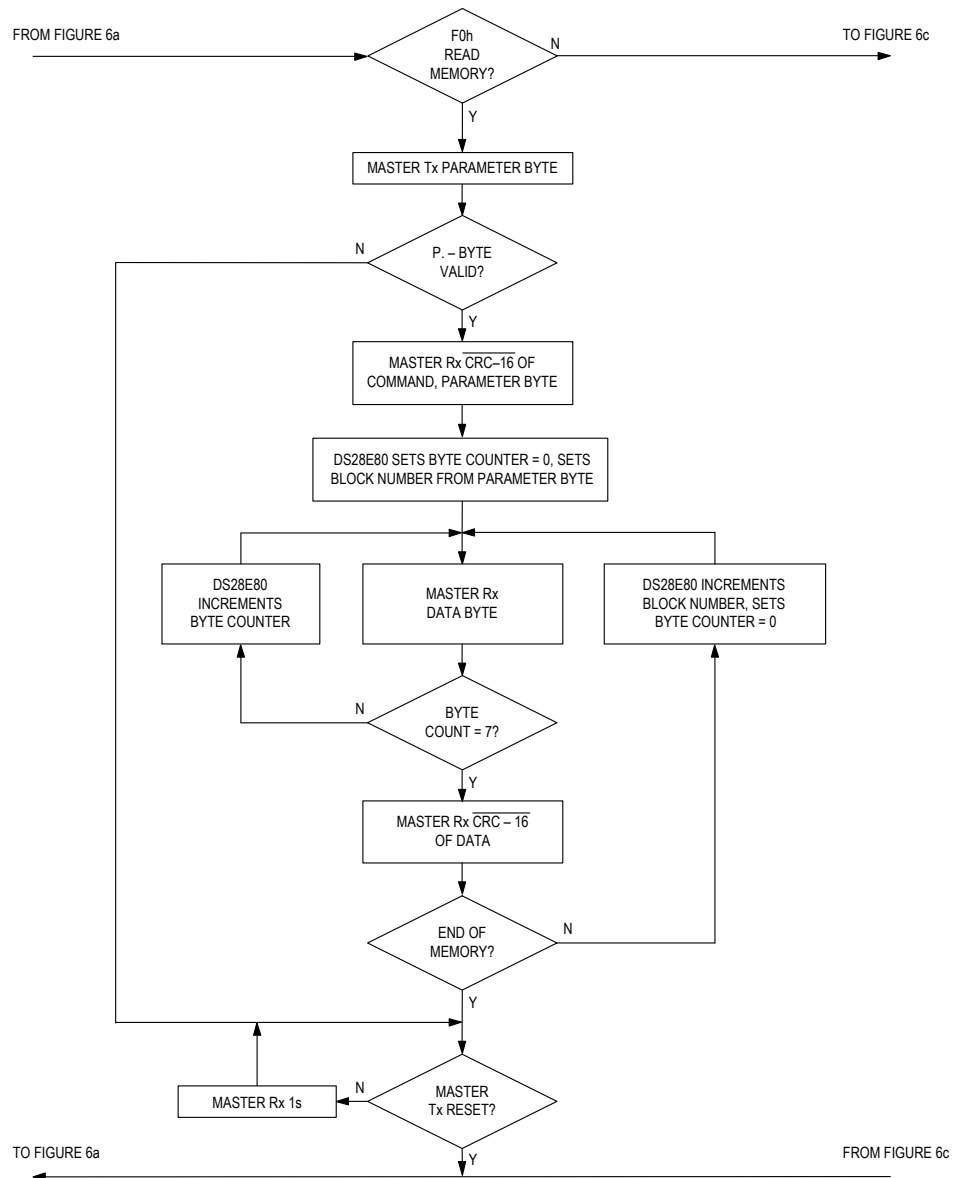 FROM FIGURE 6a
F0h
READ
MEMORY?
N
TO FIGURE 6c
Y
MASTER Tx PARAMETER BYTE
N
P. – BYTE
VALID?
Y
MASTER Rx CRC–16 OF
COMMAND, PARAMETER BYTE
DS28E80 SETS BYTE COUNTER = 0, SETS
BLOCK NUMBER FROM PARAMETER BYTE
DS28E80
INCREMENTS
BYTE COUNTER
MASTER Rx
DATA BYTE
DS28E80 INCREMENTS
BLOCK NUMBER, SETS
BYTE COUNTER = 0
N
BYTE
COUNT = 7?
Y
MASTER Rx CRC – 16
OF DATA
END OF
MEMORY?
N
Y
MASTER Rx 1s
N
MASTER
Tx RESET?
Y
TO FIGURE 6a
FROM FIGURE 6c